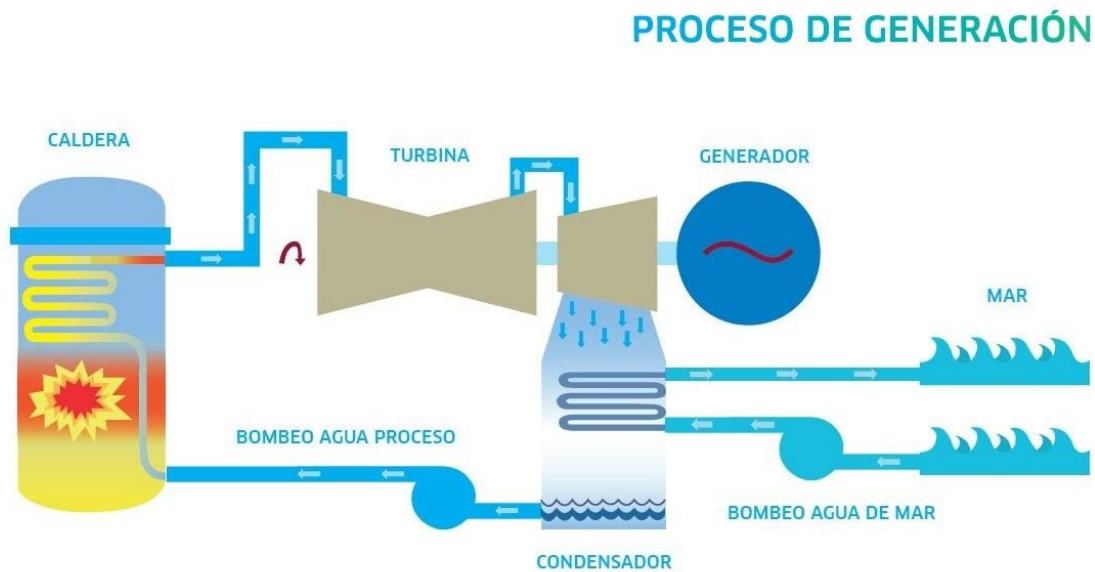 PROCESO DE GENERACIÓN
CALDERA
TURBINA
GENERADOR
MAR
BOMBEO AGUA PROCESO
BOMBEO AGUA DE MAR
CONDENSADOR